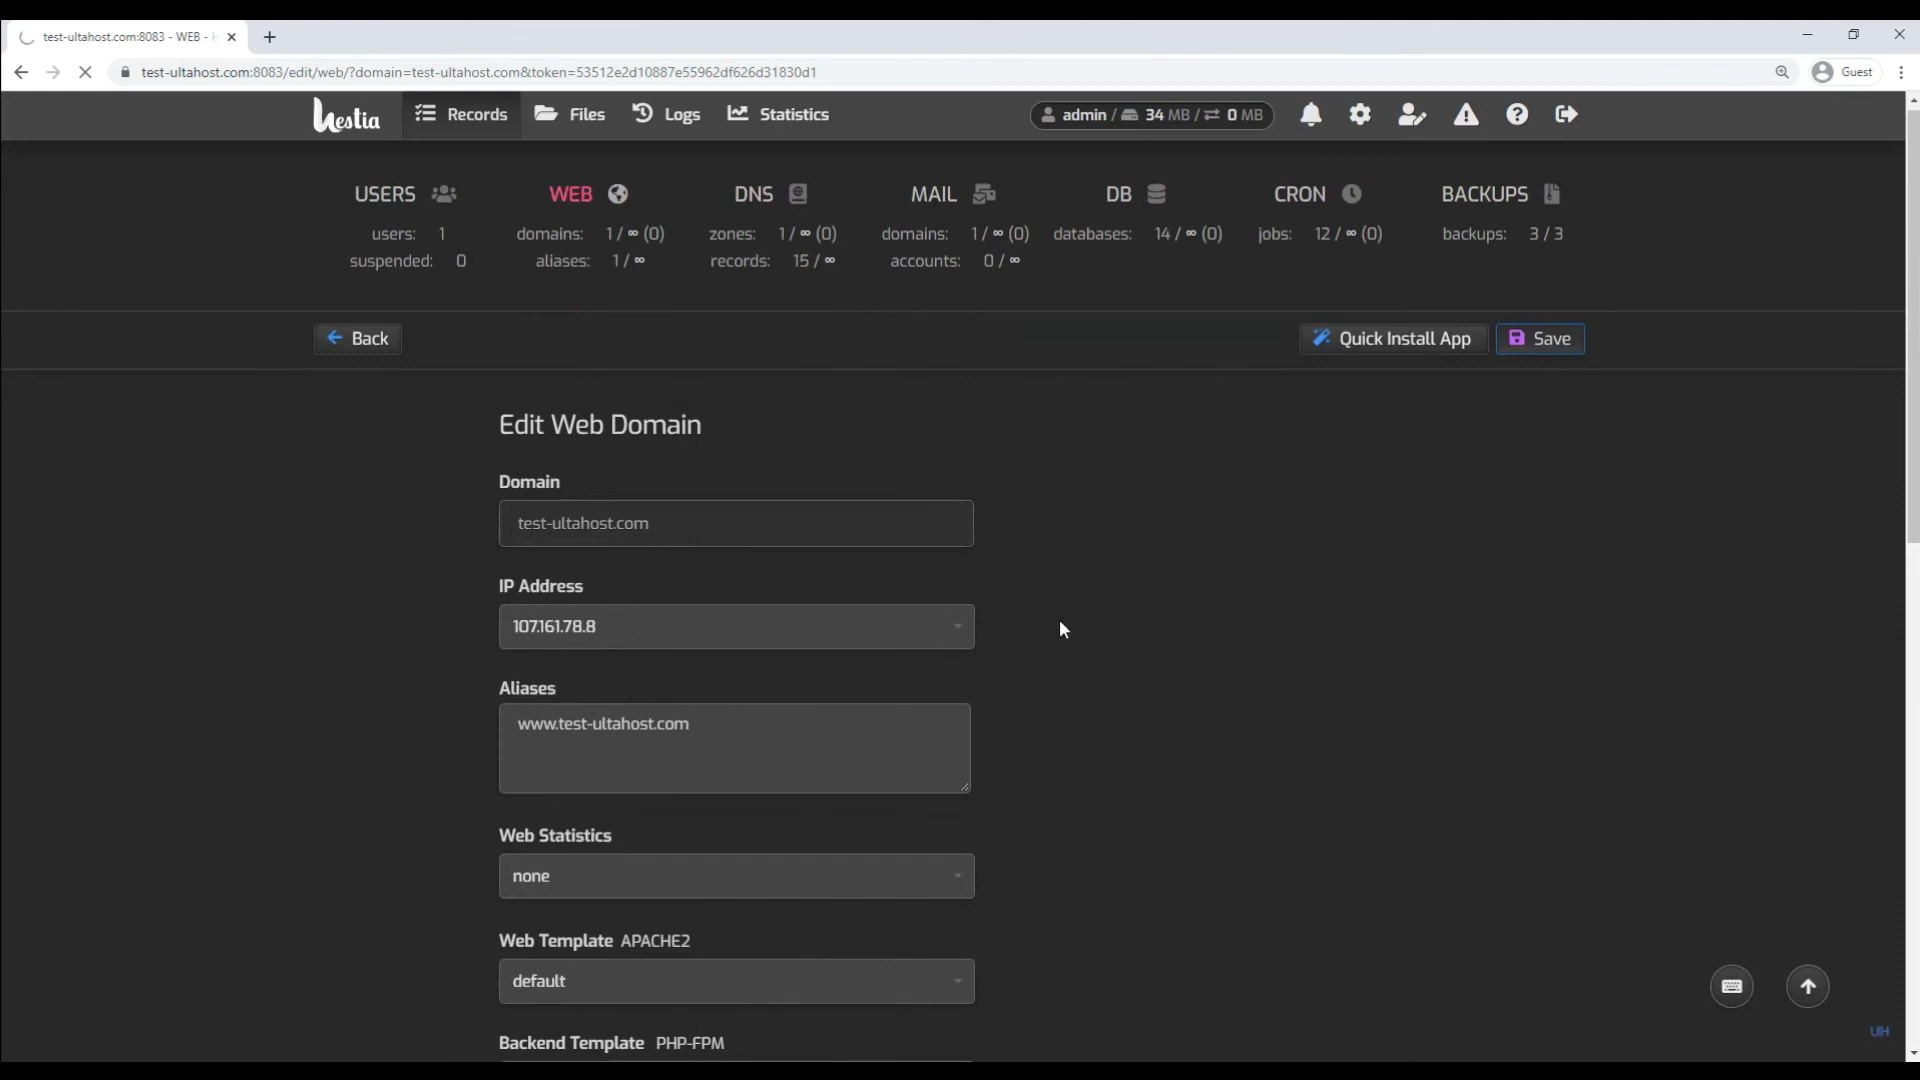 test-ultahost.com:8083 - WEB -
test-ultahost.com:8083/edit/web/?domain=test-ultahost.com&token=53512e2d10887e55962df626d31830d1
Guest
hestia
Records
Files
Logs
Statistics
admin / 34 MB / 0 MB
USERS
users: 1
suspended: 0
WEB
domains: 1 / ∞ (0)
aliases: 1 / ∞
DNS
zones: 1 / ∞ (0)
records: 15 / ∞
MAIL
domains: 1 / ∞ (0)
accounts: 0 / ∞
DB
databases: 14 / ∞ (0)
CRON
jobs: 12 / ∞ (0)
BACKUPS
backups: 3 / 3
Back
Quick Install App
Save
Edit Web Domain
Domain
test-ultahost.com
IP Address
107.161.78.8
Aliases
www.test-ultahost.com
Web Statistics
none
Web Template APACHE2
default
Backend Template PHP-FPM
UH